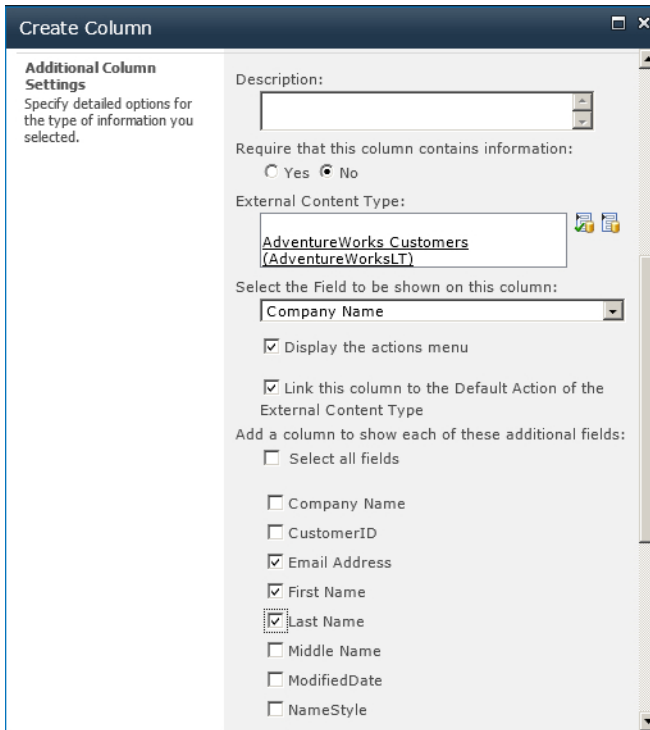 Create Column
Additional Column
Settings
Specify detailed options for
the type of information you
selected.
Description:
Require that this column contains information:
Yes No
External Content Type:
AdventureWorks Customers
(AdventureWorksLT)
Select the Field to be shown on this column:
Company Name
Display the actions menu
Link this column to the Default Action of the
External Content Type
Add a column to show each of these additional fields:
Select all fields
Company Name
CustomerID
Email Address
First Name
Last Name
Middle Name
ModifiedDate
NameStyle